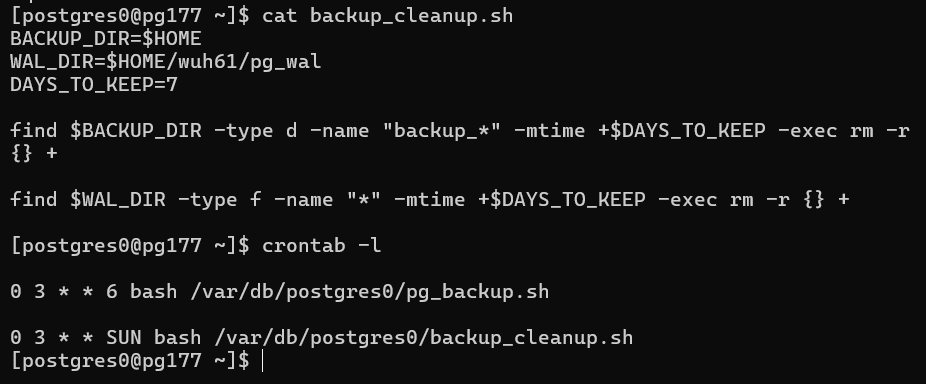 [postgres0@pg177 ~]$ cat backup_cleanup.sh
BACKUP_DIR=$HOME
WAL_DIR=$HOME/wuh61/pg_wal
DAYS_TO_KEEP=7
find $BACKUP_DIR -type d -name "backup_*" -mtime +$DAYS_TO_KEEP -exec rm -r
{} +
find $WAL_DIR -type f -name "*" -mtime +$DAYS_TO_KEEP -exec rm -r {} +
[postgres0@pg177 ~]$ crontab -l
0 3 * * 6 bash /var/db/postgres0/pg_backup.sh
0 3 * * SUN bash /var/db/postgres0/backup_cleanup.sh
[postgres0@pg177 ~]$